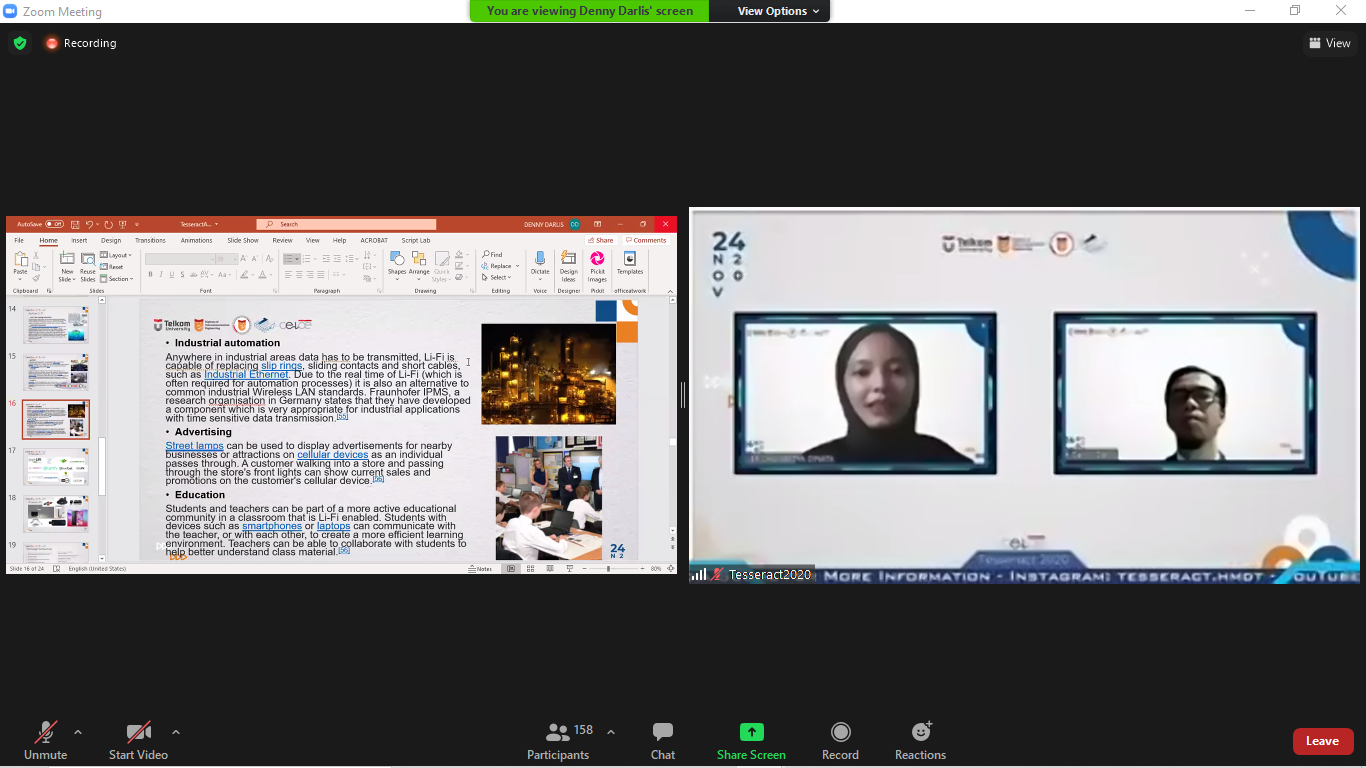 Zoom Meeting
You are viewing Denny Darlis' screen
View Options
Recording
View
AutoSave Off
TesseractA...
Search
DENNY DARLIS
DD
File Home Insert Design Transitions Animations Slide Show Review View Help ACROBAT Script Lab
Share Comments
Paste
New Slide
Reuse Slides
Layout
Reset
Section
B I U S
Shapes Arrange Quick Styles
Find
Replace
Select
Dictate
Design Ideas
Pickit Images
Templates
Clipboard Slides Font Paragraph Drawing Editing Voice Designer Pickit officeatwork
14
15
16
17
18
19
Telkom University
• Industrial automation
Anywhere in industrial areas data has to be transmitted, Li-Fi is
capable of replacing slip rings, sliding contacts and short cables,
such as Industrial Ethernet. Due to the real time of Li-Fi (which is
often required for automation processes) it is also an alternative to
common industrial Wireless LAN standards. Fraunhofer IPMS, a
research organisation in Germany states that they have developed
a component which is very appropriate for industrial applications
with time sensitive data transmission.[55]
• Advertising
Street lamps can be used to display advertisements for nearby
businesses or attractions on cellular devices as an individual
passes through. A customer walking into a store and passing
through the store's front lights can show current sales and
promotions on the customer's cellular device.[56]
• Education
Students and teachers can be part of a more active educational
community in a classroom that is Li-Fi enabled. Students with
devices such as smartphones or laptops can communicate with
the teacher, or with each other, to create a more efficient learning
environment. Teachers can be able to collaborate with students to
help better understand class material.[56]
24
N 2
Slide 16 of 24
English (United States)
Notes
80%
24
N 2
O 0
V
Telkom
Tesseract 2020
Tesseract2020
More Information - Instagram: tesseract.hmdt - Youtube
Unmute
Start Video
158
Participants
Chat
Share Screen
Record
Reactions
Leave